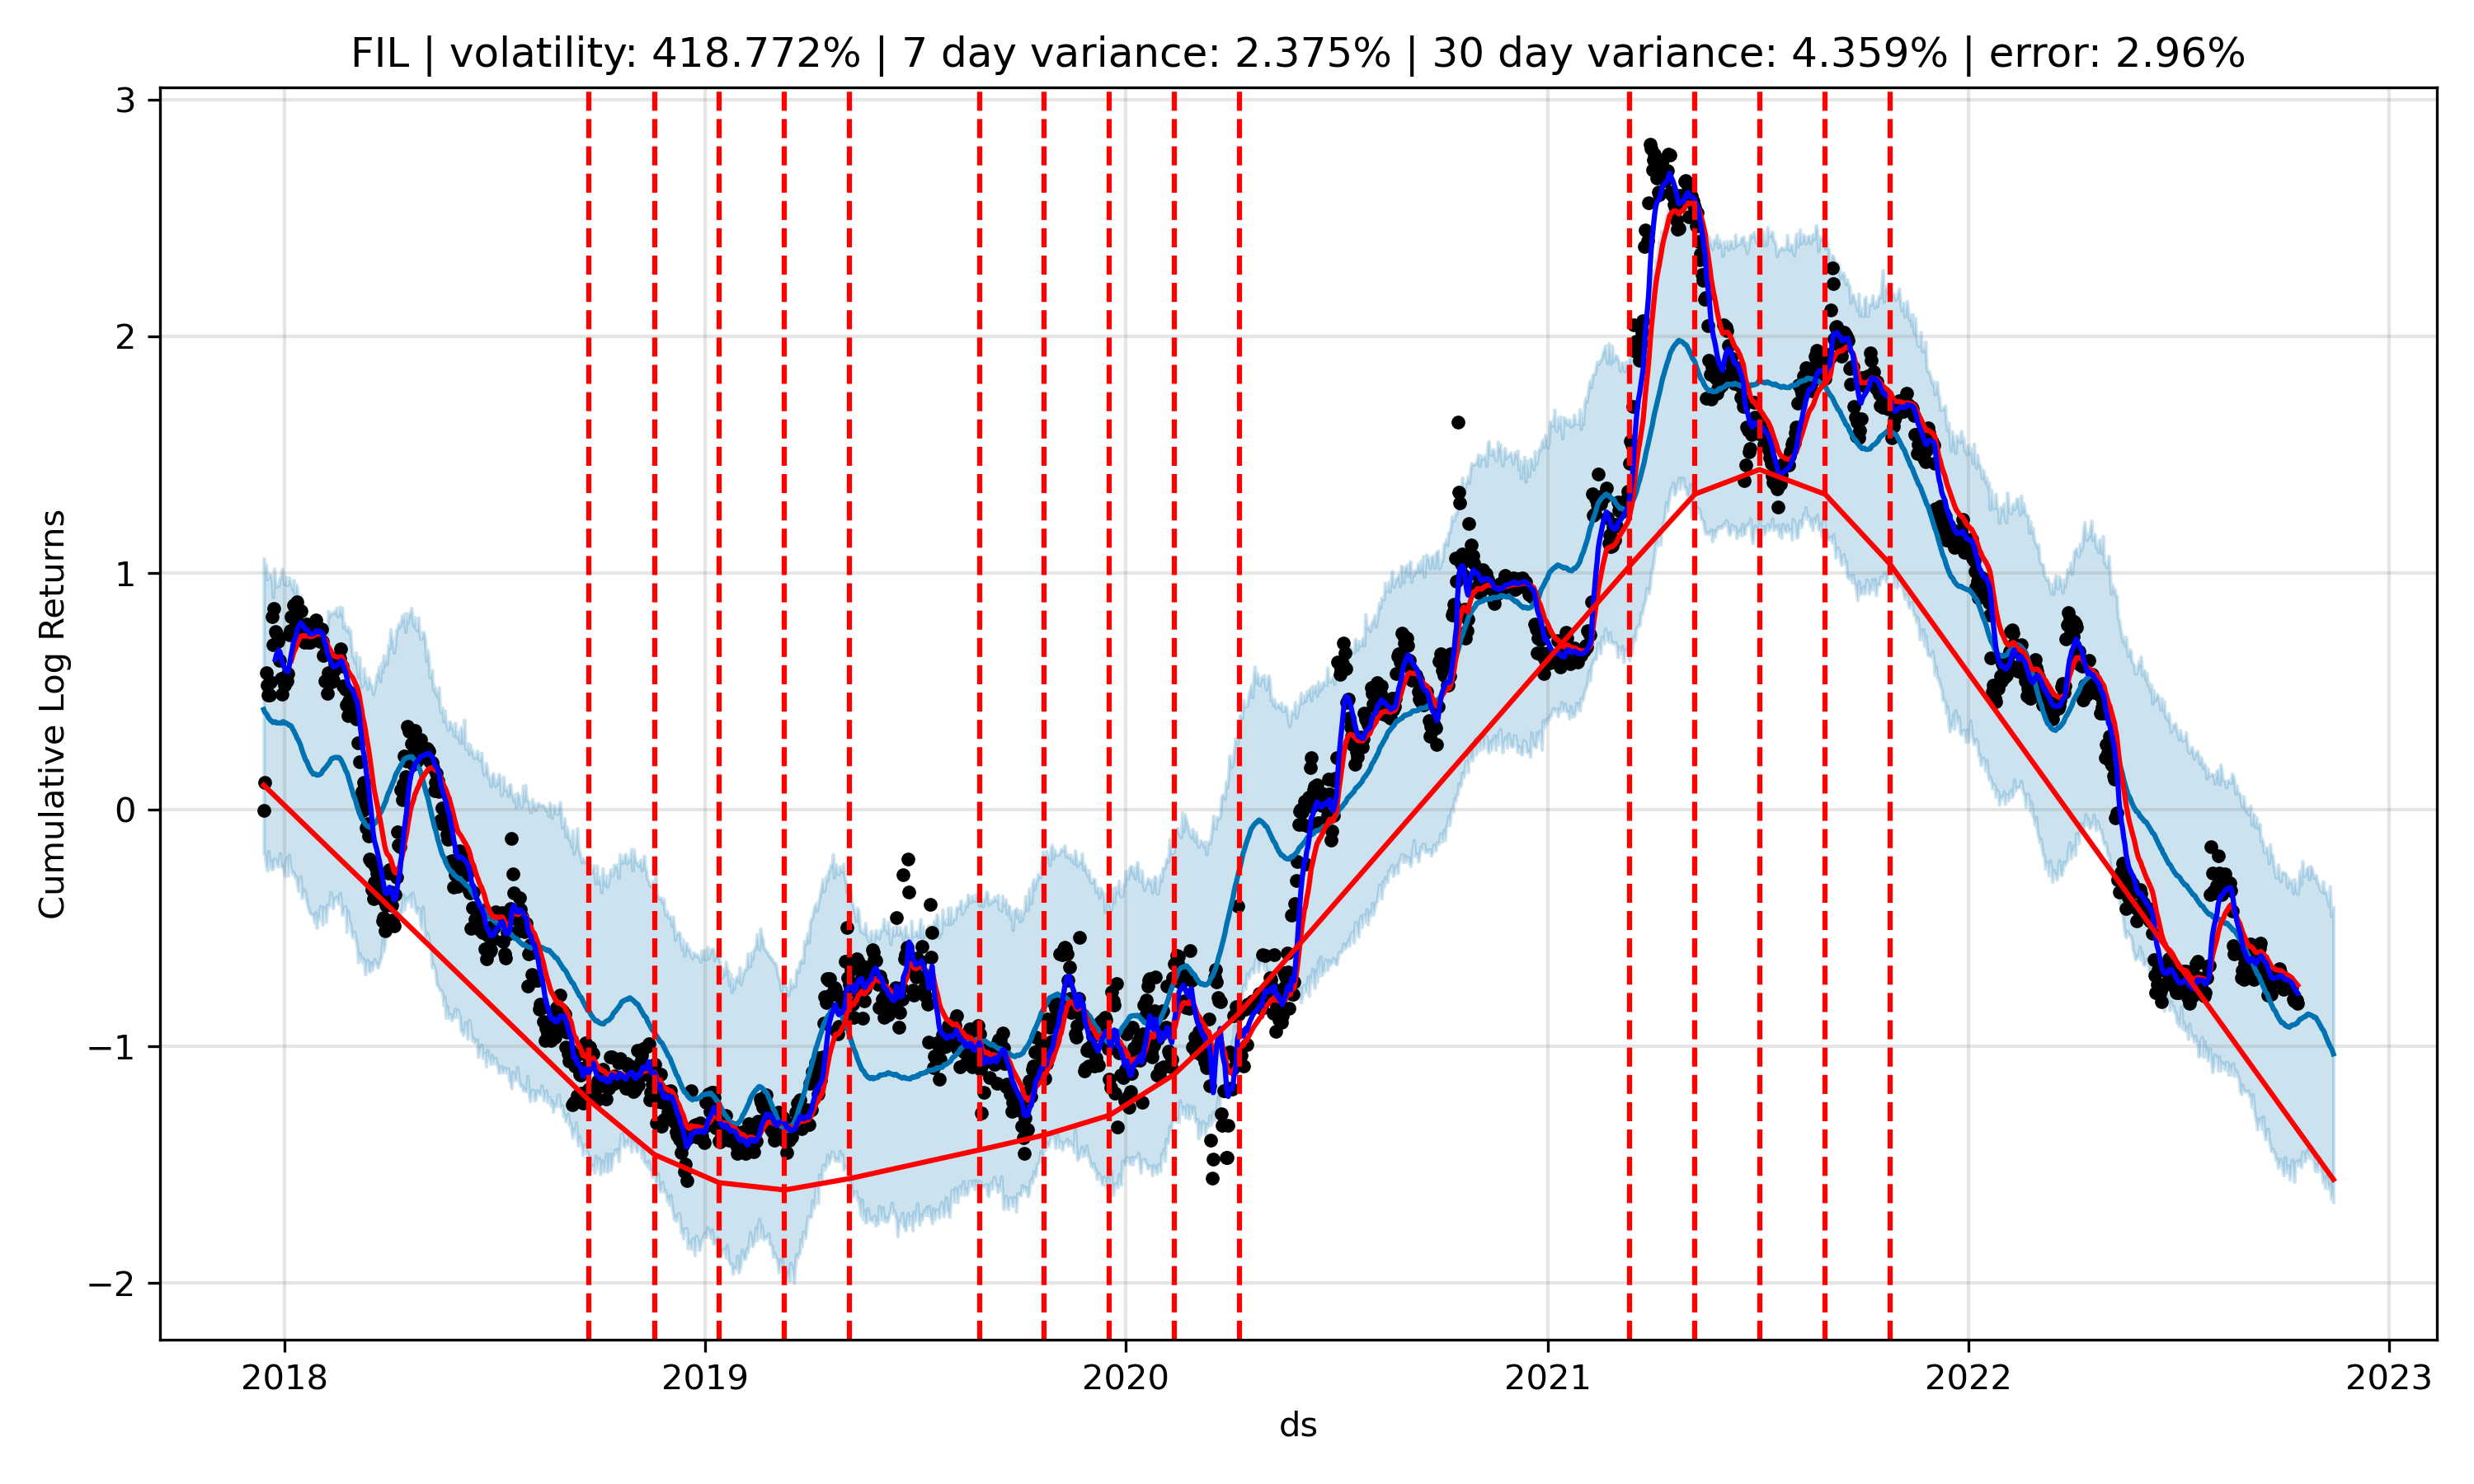 FIL | volatility: 418.772% | 7 day variance: 2.375% | 30 day variance: 4.359% | error: 2.96%
Cumulative Log Returns
3
2
1
0
−1
−2
2018 2019 2020 2021 2022 2023
ds